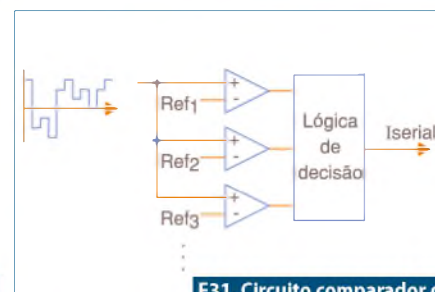 Ref1
Ref2
Ref3
Lógica
de
decisão
Iserial
F31. Circuito comparador